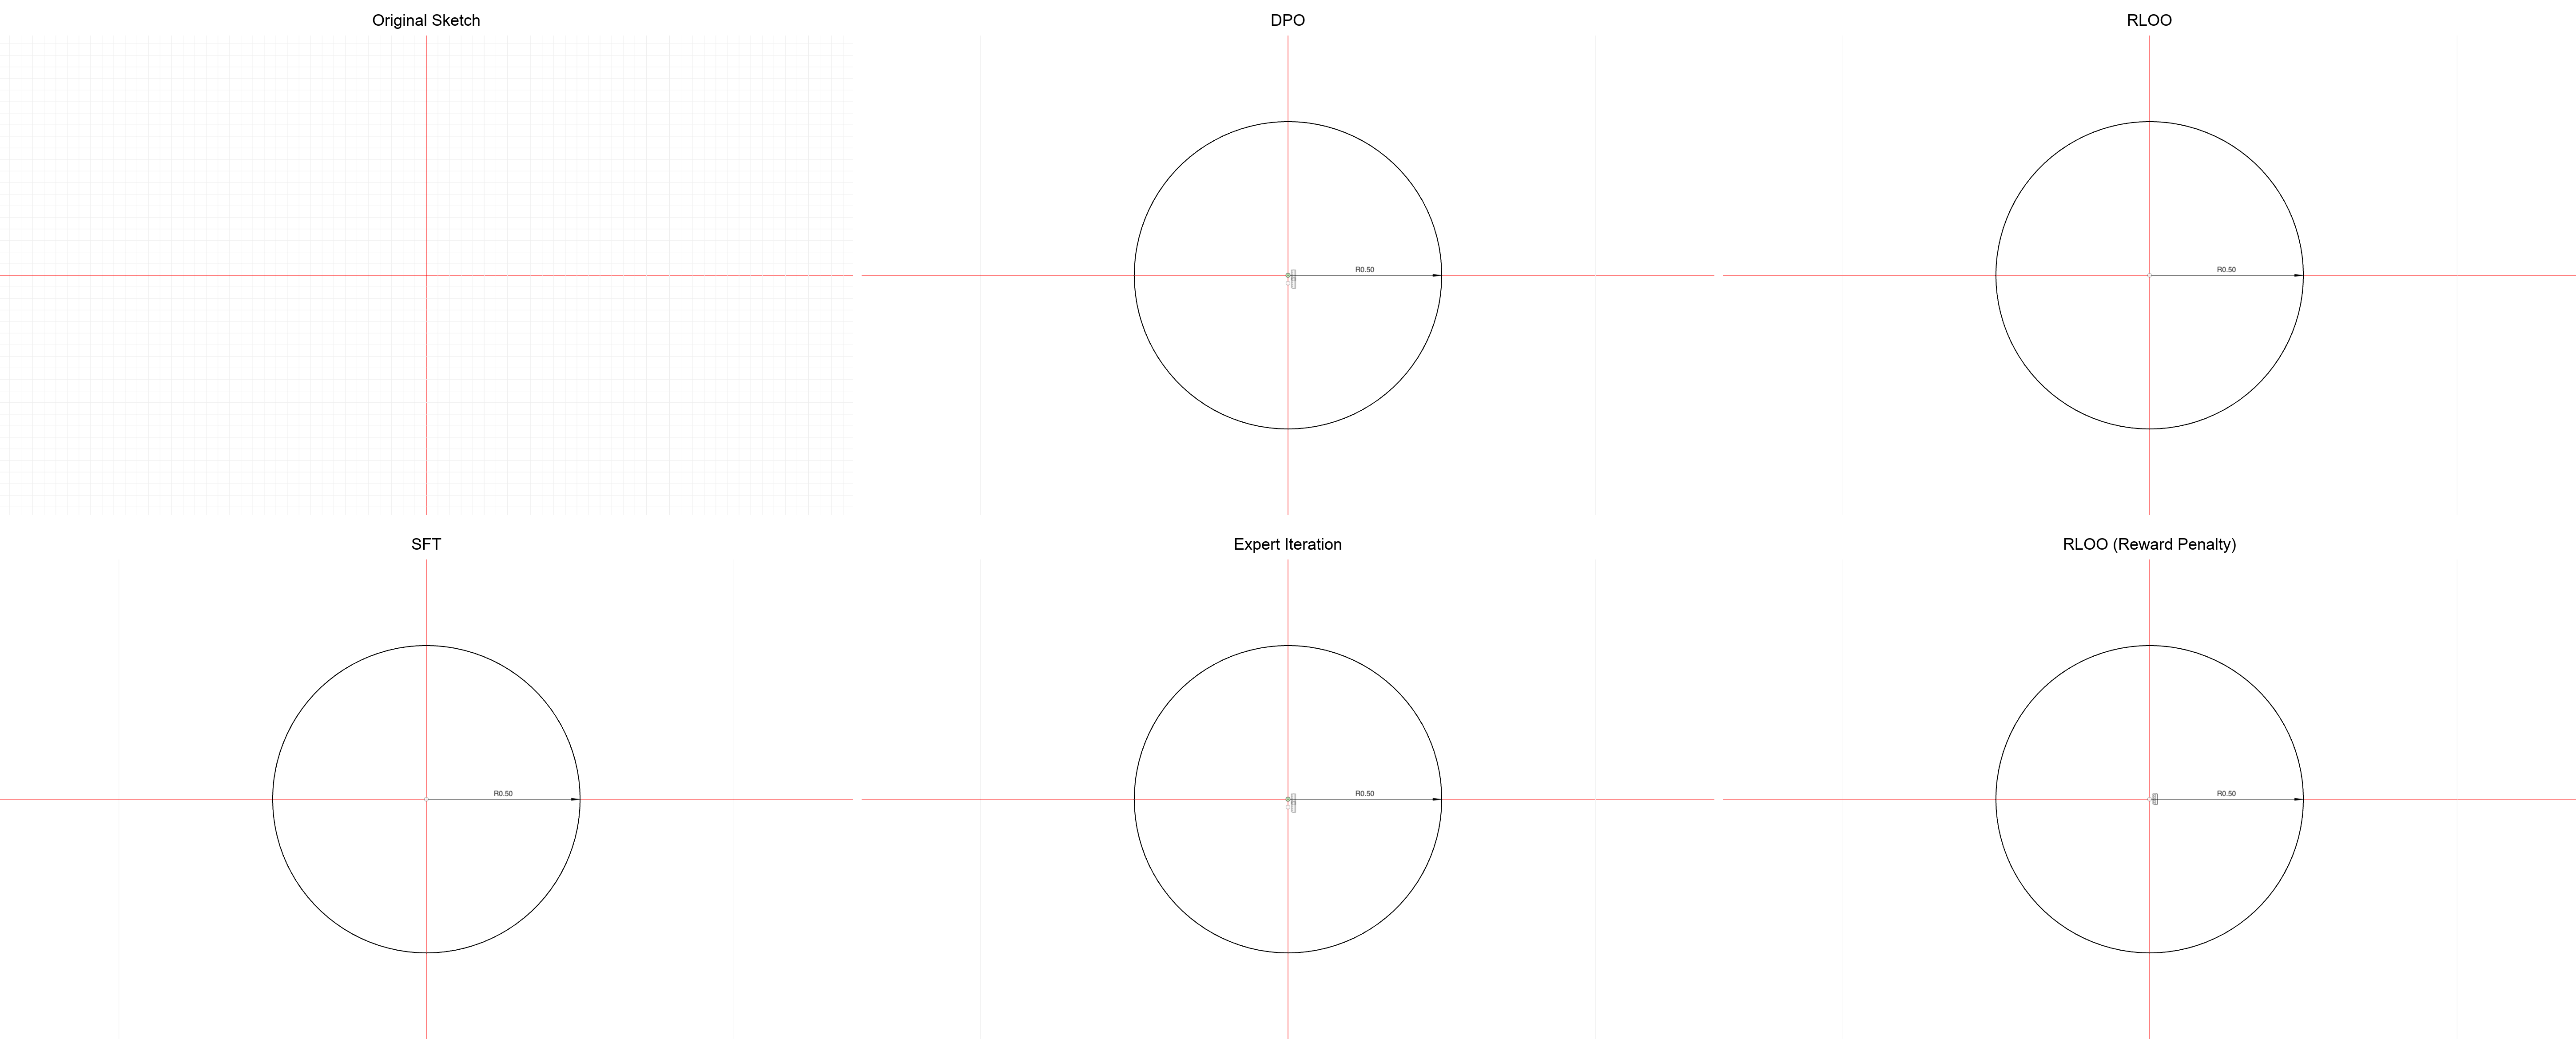 Original Sketch
DPO
RLOO
R0.50
R0.50
SFT
Expert Iteration
RLOO (Reward Penalty)
R0.50
R0.50
R0.50